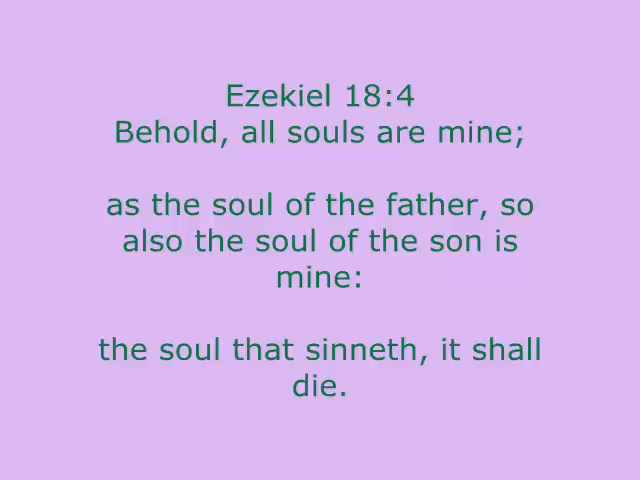 Ezekiel 18:4
Behold, all souls are mine;
as the soul of the father, so
also the soul of the son is
mine:
the soul that sinneth, it shall
die.